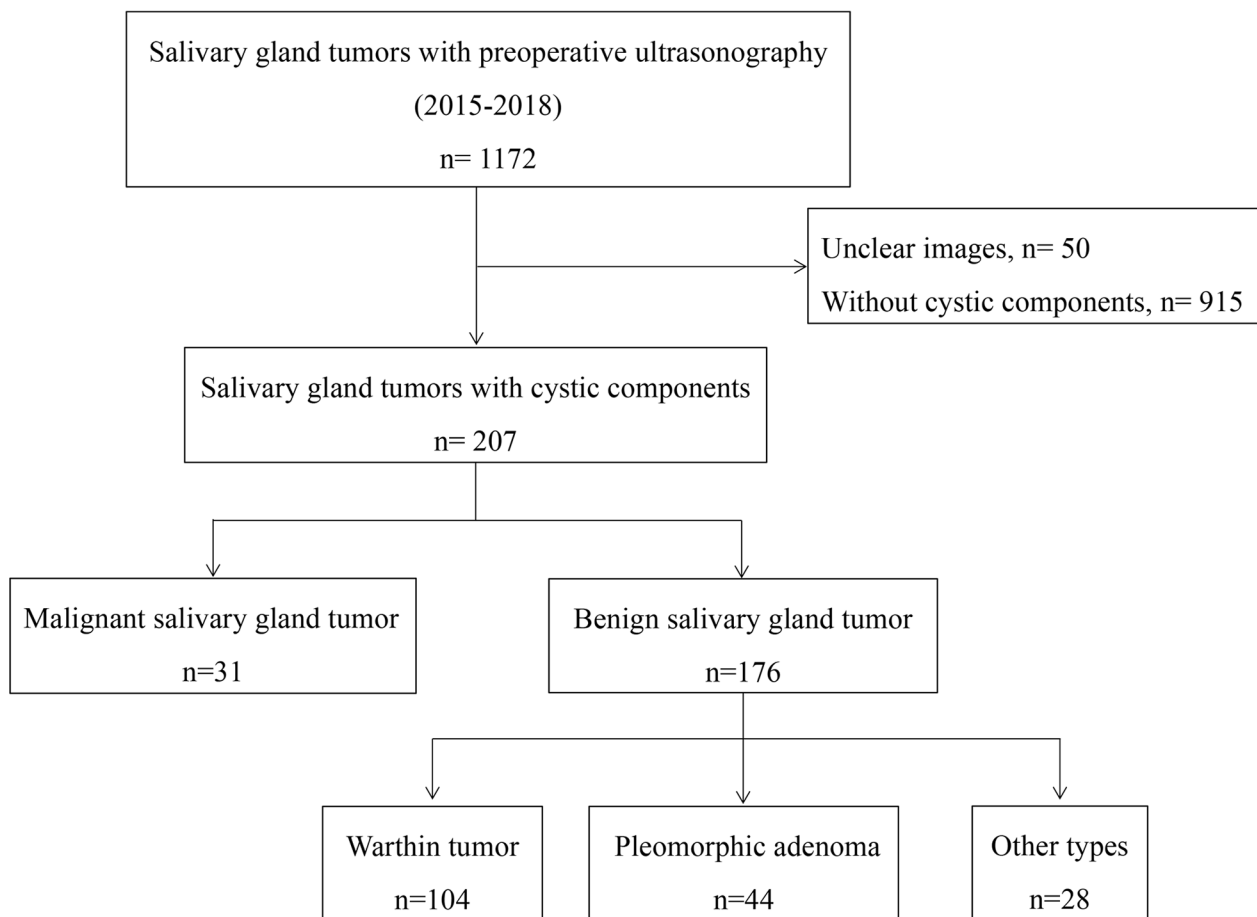 Salivary gland tumors with preoperative ultrasonography
(2015-2018)
n= 1172
Unclear images, n= 50
Without cystic components, n= 915
Salivary gland tumors with cystic components
n= 207
Malignant salivary gland tumor
n=31
Benign salivary gland tumor
n=176
Warthin tumor
n=104
Pleomorphic adenoma
n=44
Other types
n=28